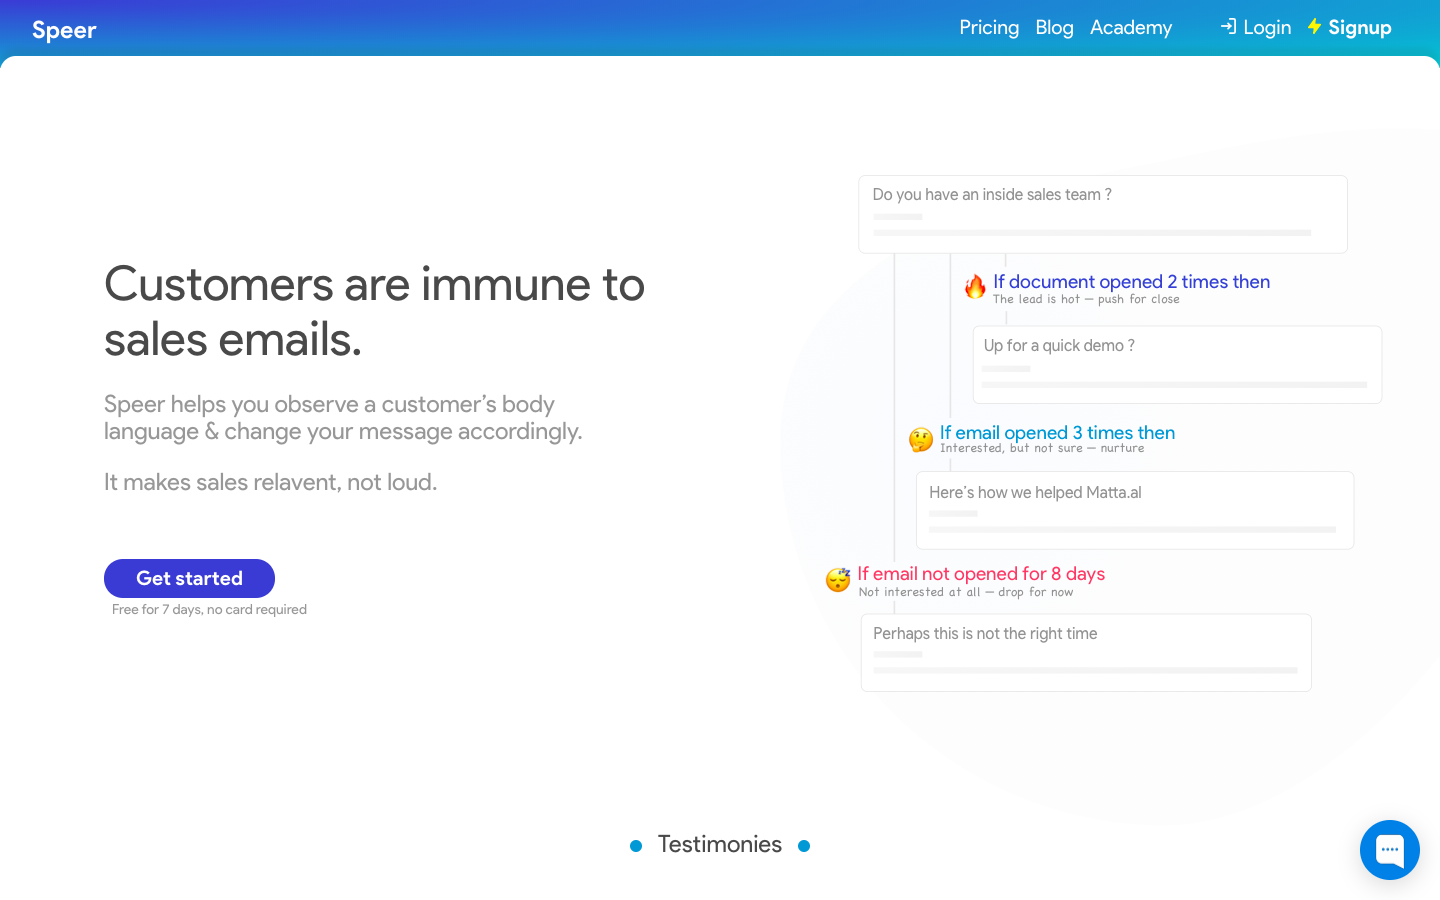 Speer
Pricing Blog Academy Login Signup
Customers are immune to
sales emails.
Speer helps you observe a customer’s body
language & change your message accordingly.
It makes sales relavent, not loud.
Get started
Free for 7 days, no card required
Do you have an inside sales team ?
If document opened 2 times then
The lead is hot – push for close
Up for a quick demo ?
If email opened 3 times then
Interested, but not sure – nurture
Here’s how we helped Matta.al
If email not opened for 8 days
Not interested at all – drop for now
Perhaps this is not the right time
Testimonies